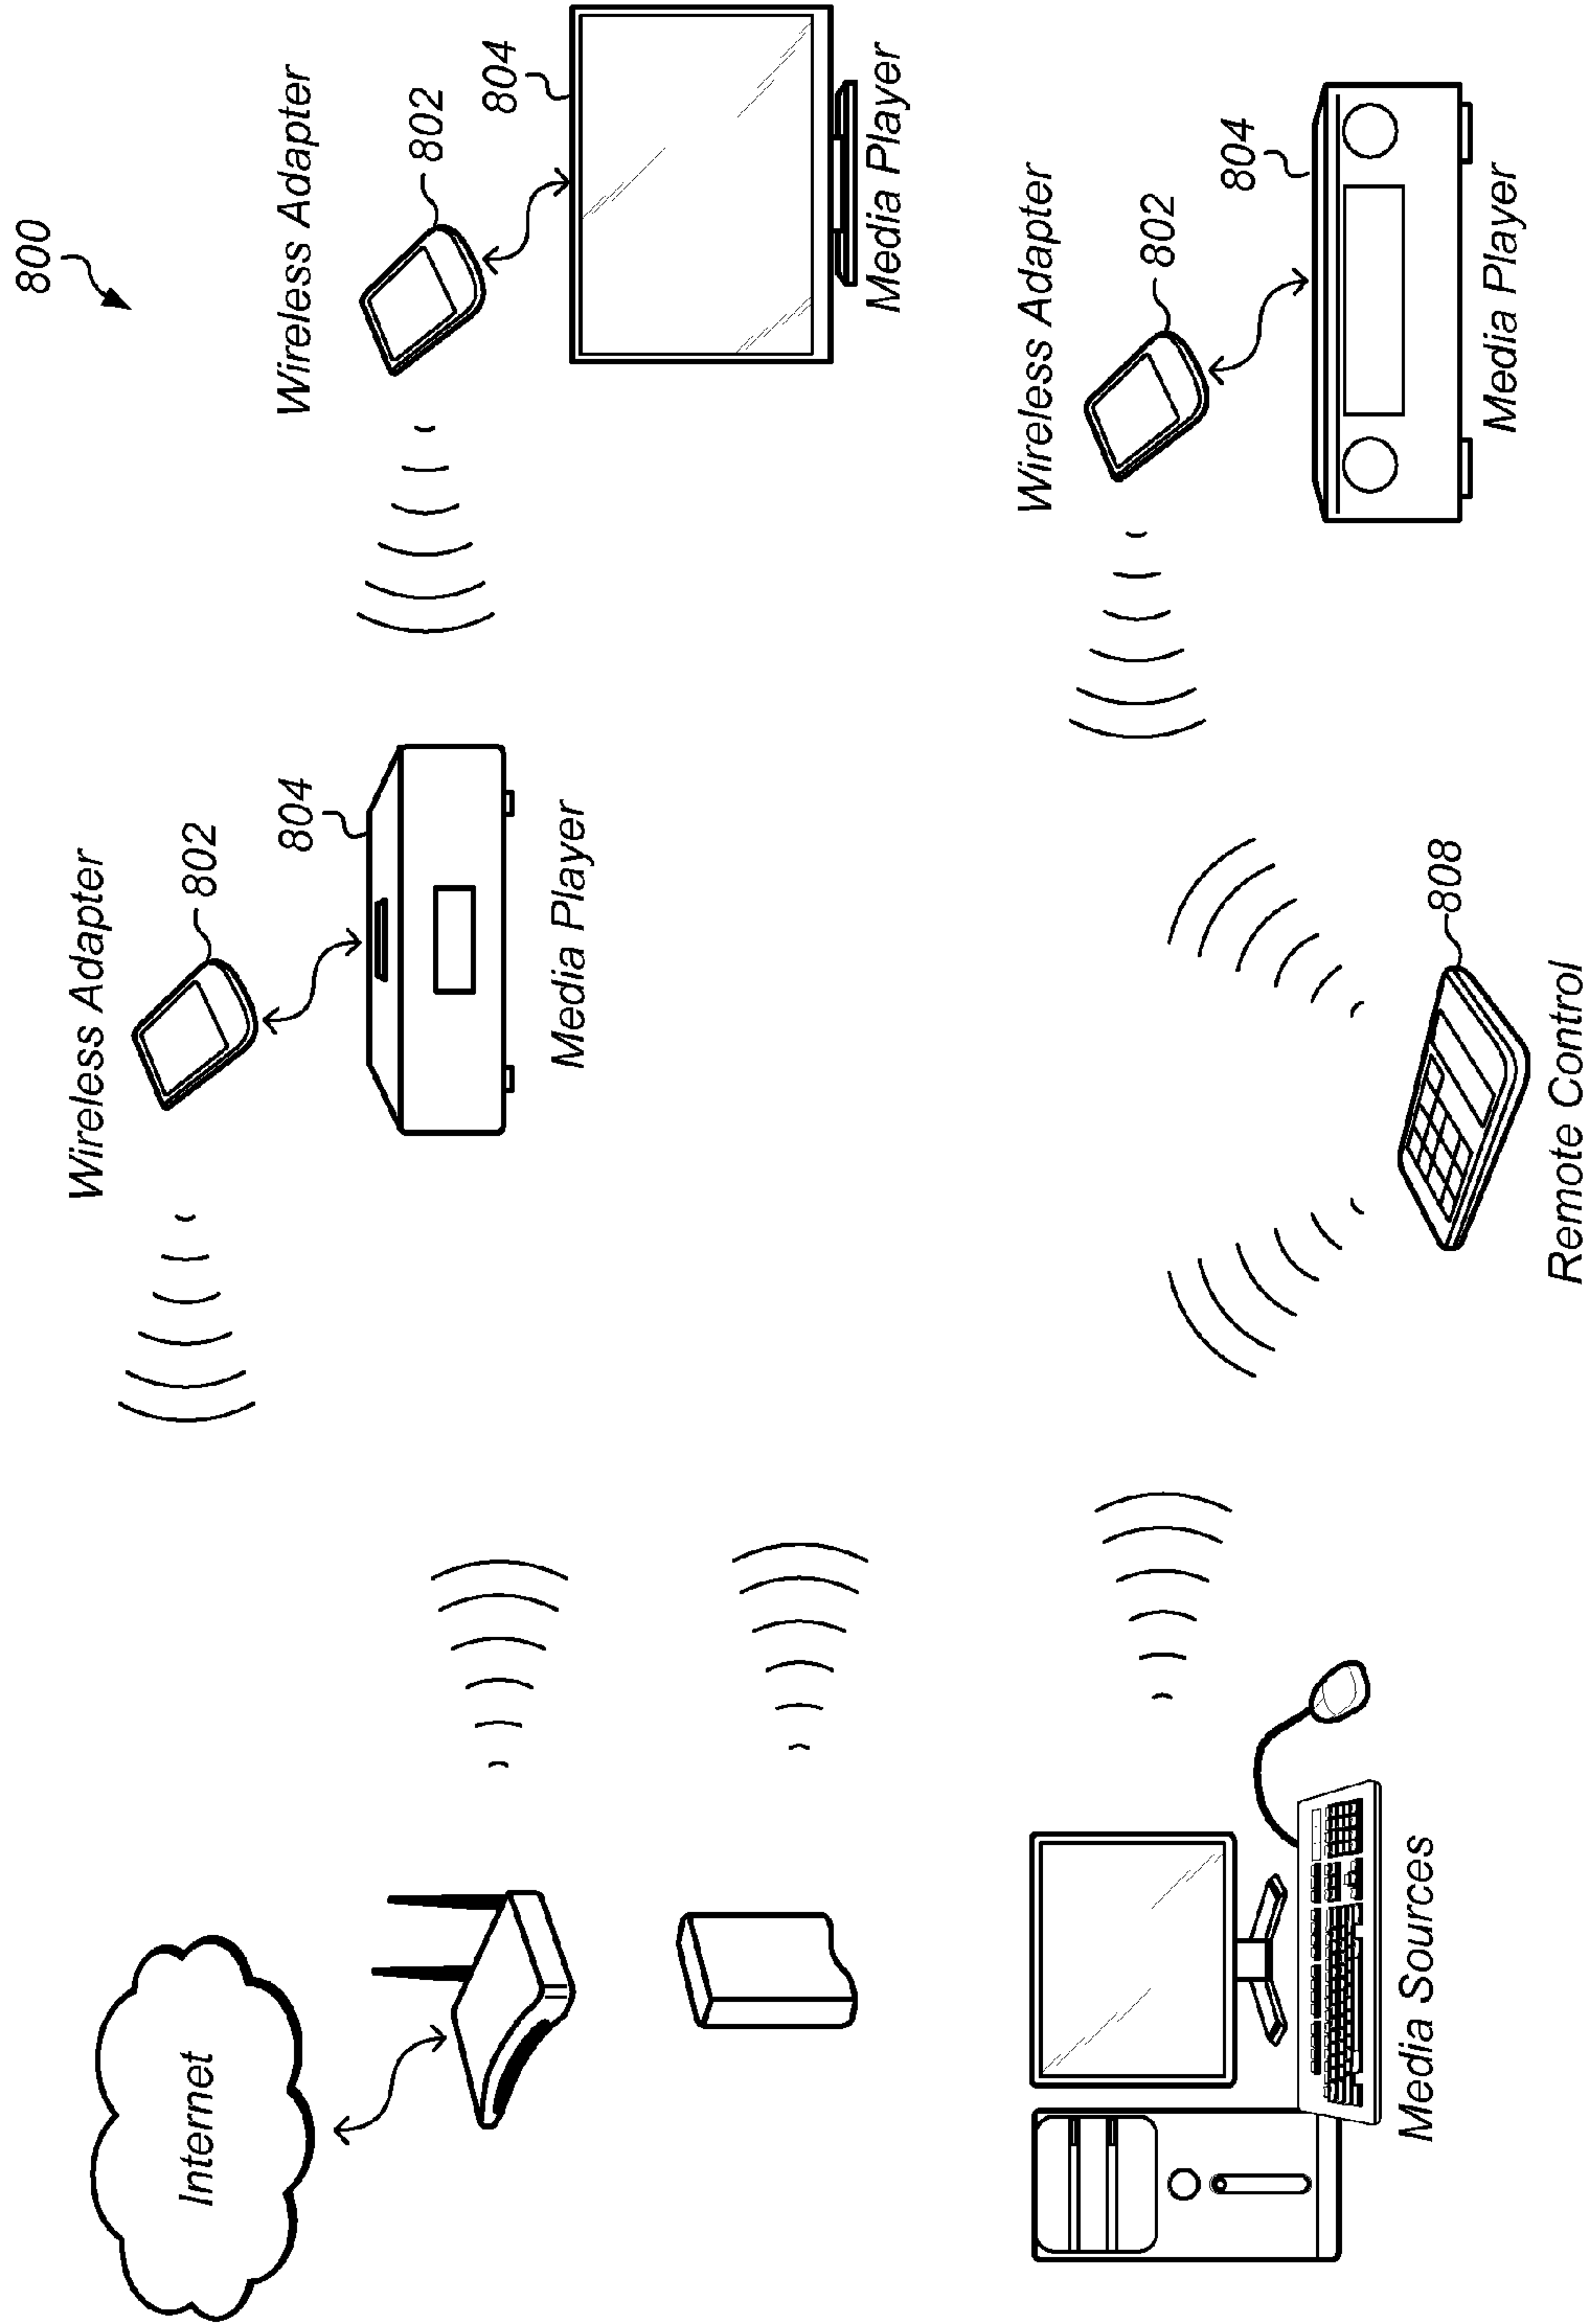 800
Wireless Adapter
Internet
802
Wireless Adapter
804
802
804
Media Player
Media Player
Wireless Adapter
802
804
Media Sources
808
Media Player
Remote Control